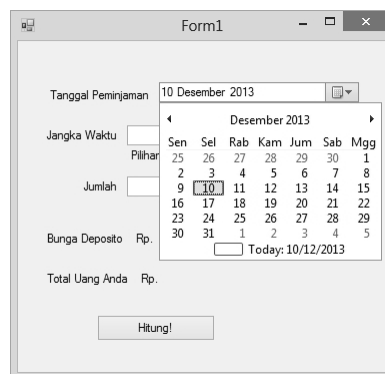 Form1
Tanggal Peminjaman 10 Desember 2013
Desember 2013
Jangka Waktu
Sen Sel Rab Kam Jum Sab Mgg
Pilihar
25 26 27 28 29 30 1
2 3 4 5 6 7 8
Jumlah
9 10 11 12 13 14 15
16 17 18 19 20 21 22
23 24 25 26 27 28 29
Bunga Deposito Rp.
30 31 1 2 3 4 5
Today: 10/12/2013
Total Uang Anda Rp.
Hitung!